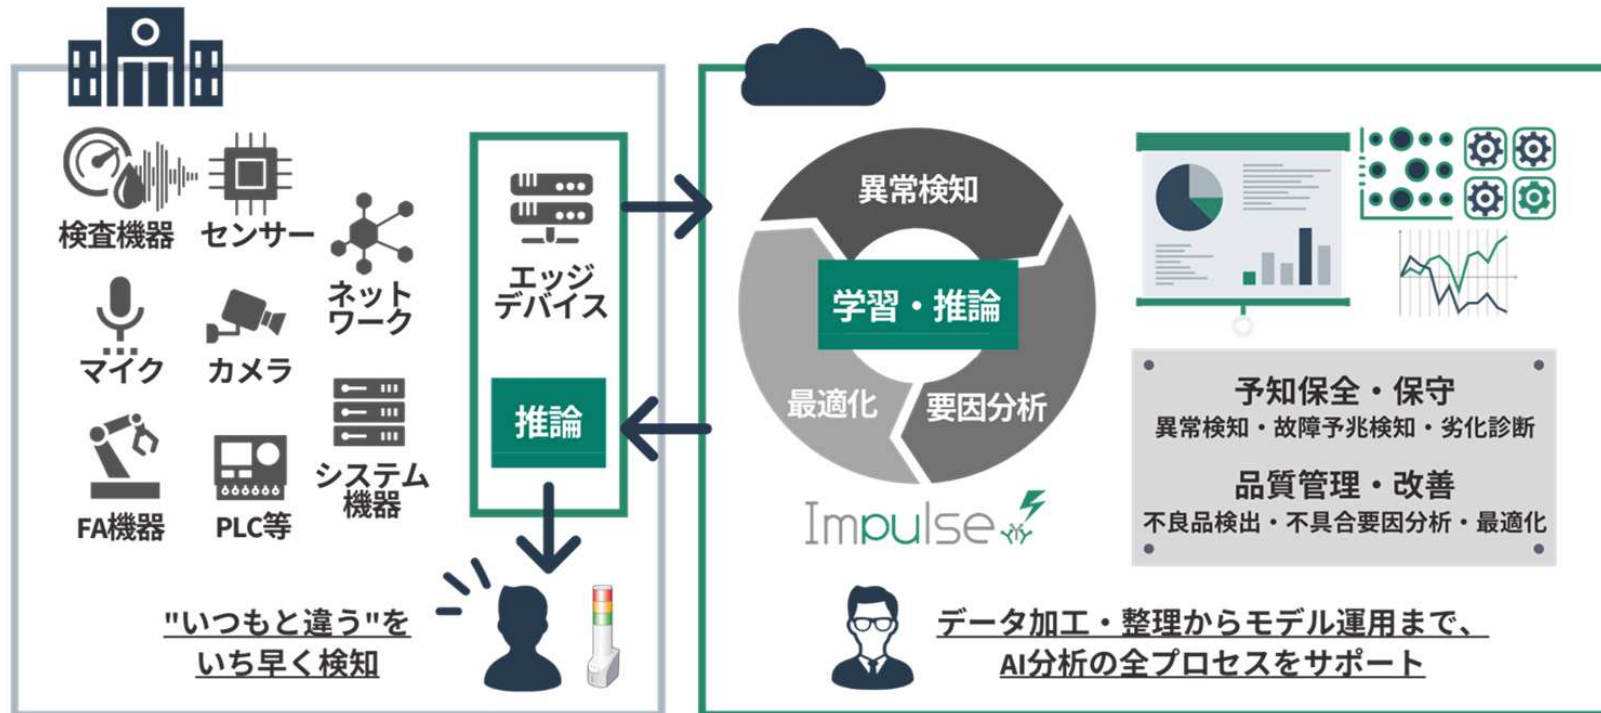 検査機器
センサー
ネット
ワーク
マイク
カメラ
FA機器
PLC等
システム
機器
エッジ
デバイス
推論
"いつもと違う"を
いち早く検知
異常検知
学習・推論
最適化
要因分析
Impulse
予知保全・保守
異常検知・故障予兆検知・劣化診断
品質管理・改善
不良品検出・不具合要因分析・最適化
データ加工・整理からモデル運用まで、
AI分析の全プロセスをサポート